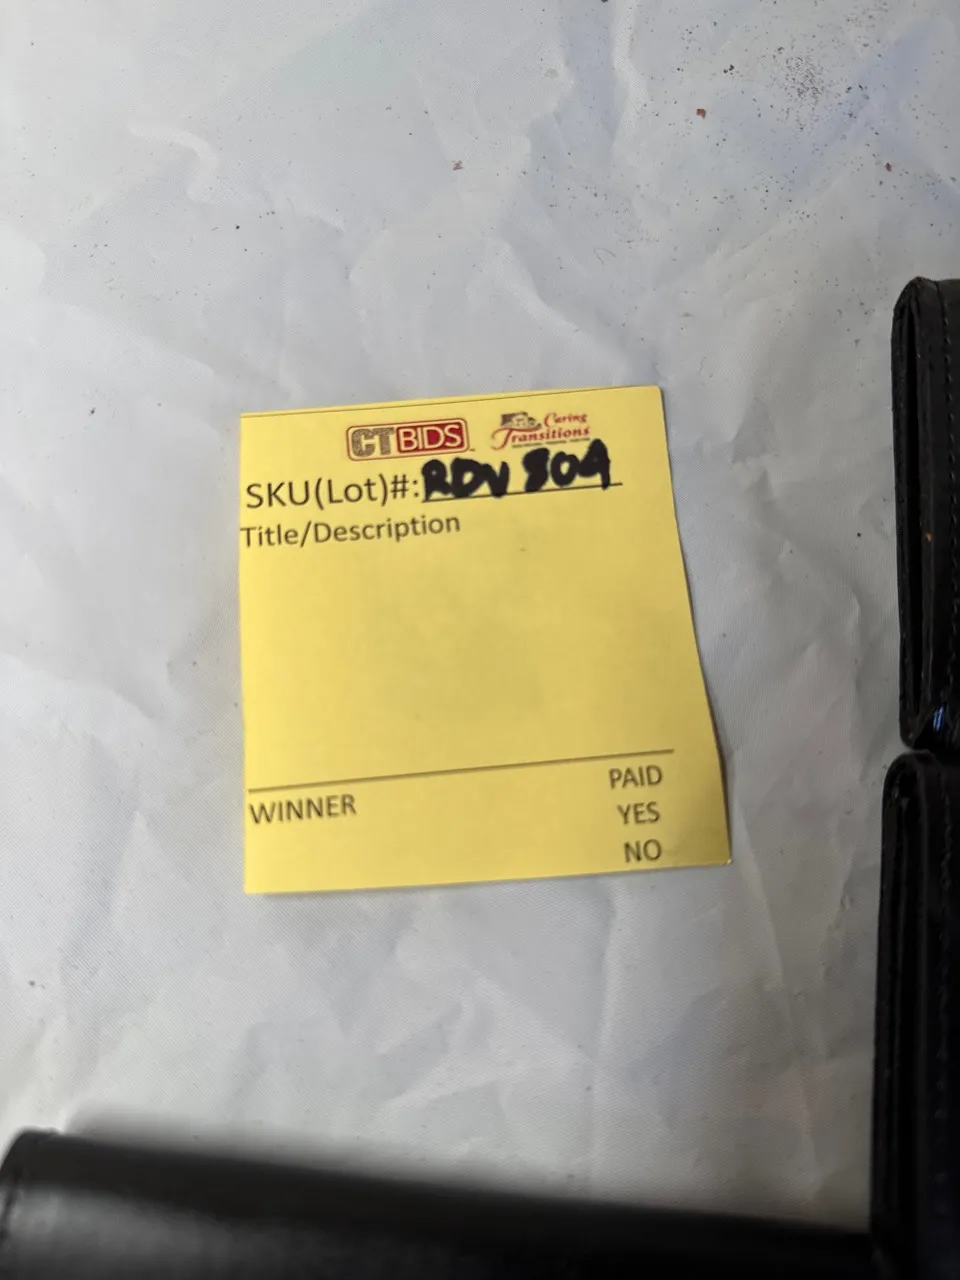 CTBIDS
Caring
Transitions
SKU(Lot)#: RDV 804
Title/Description
WINNER
PAID
YES
NO